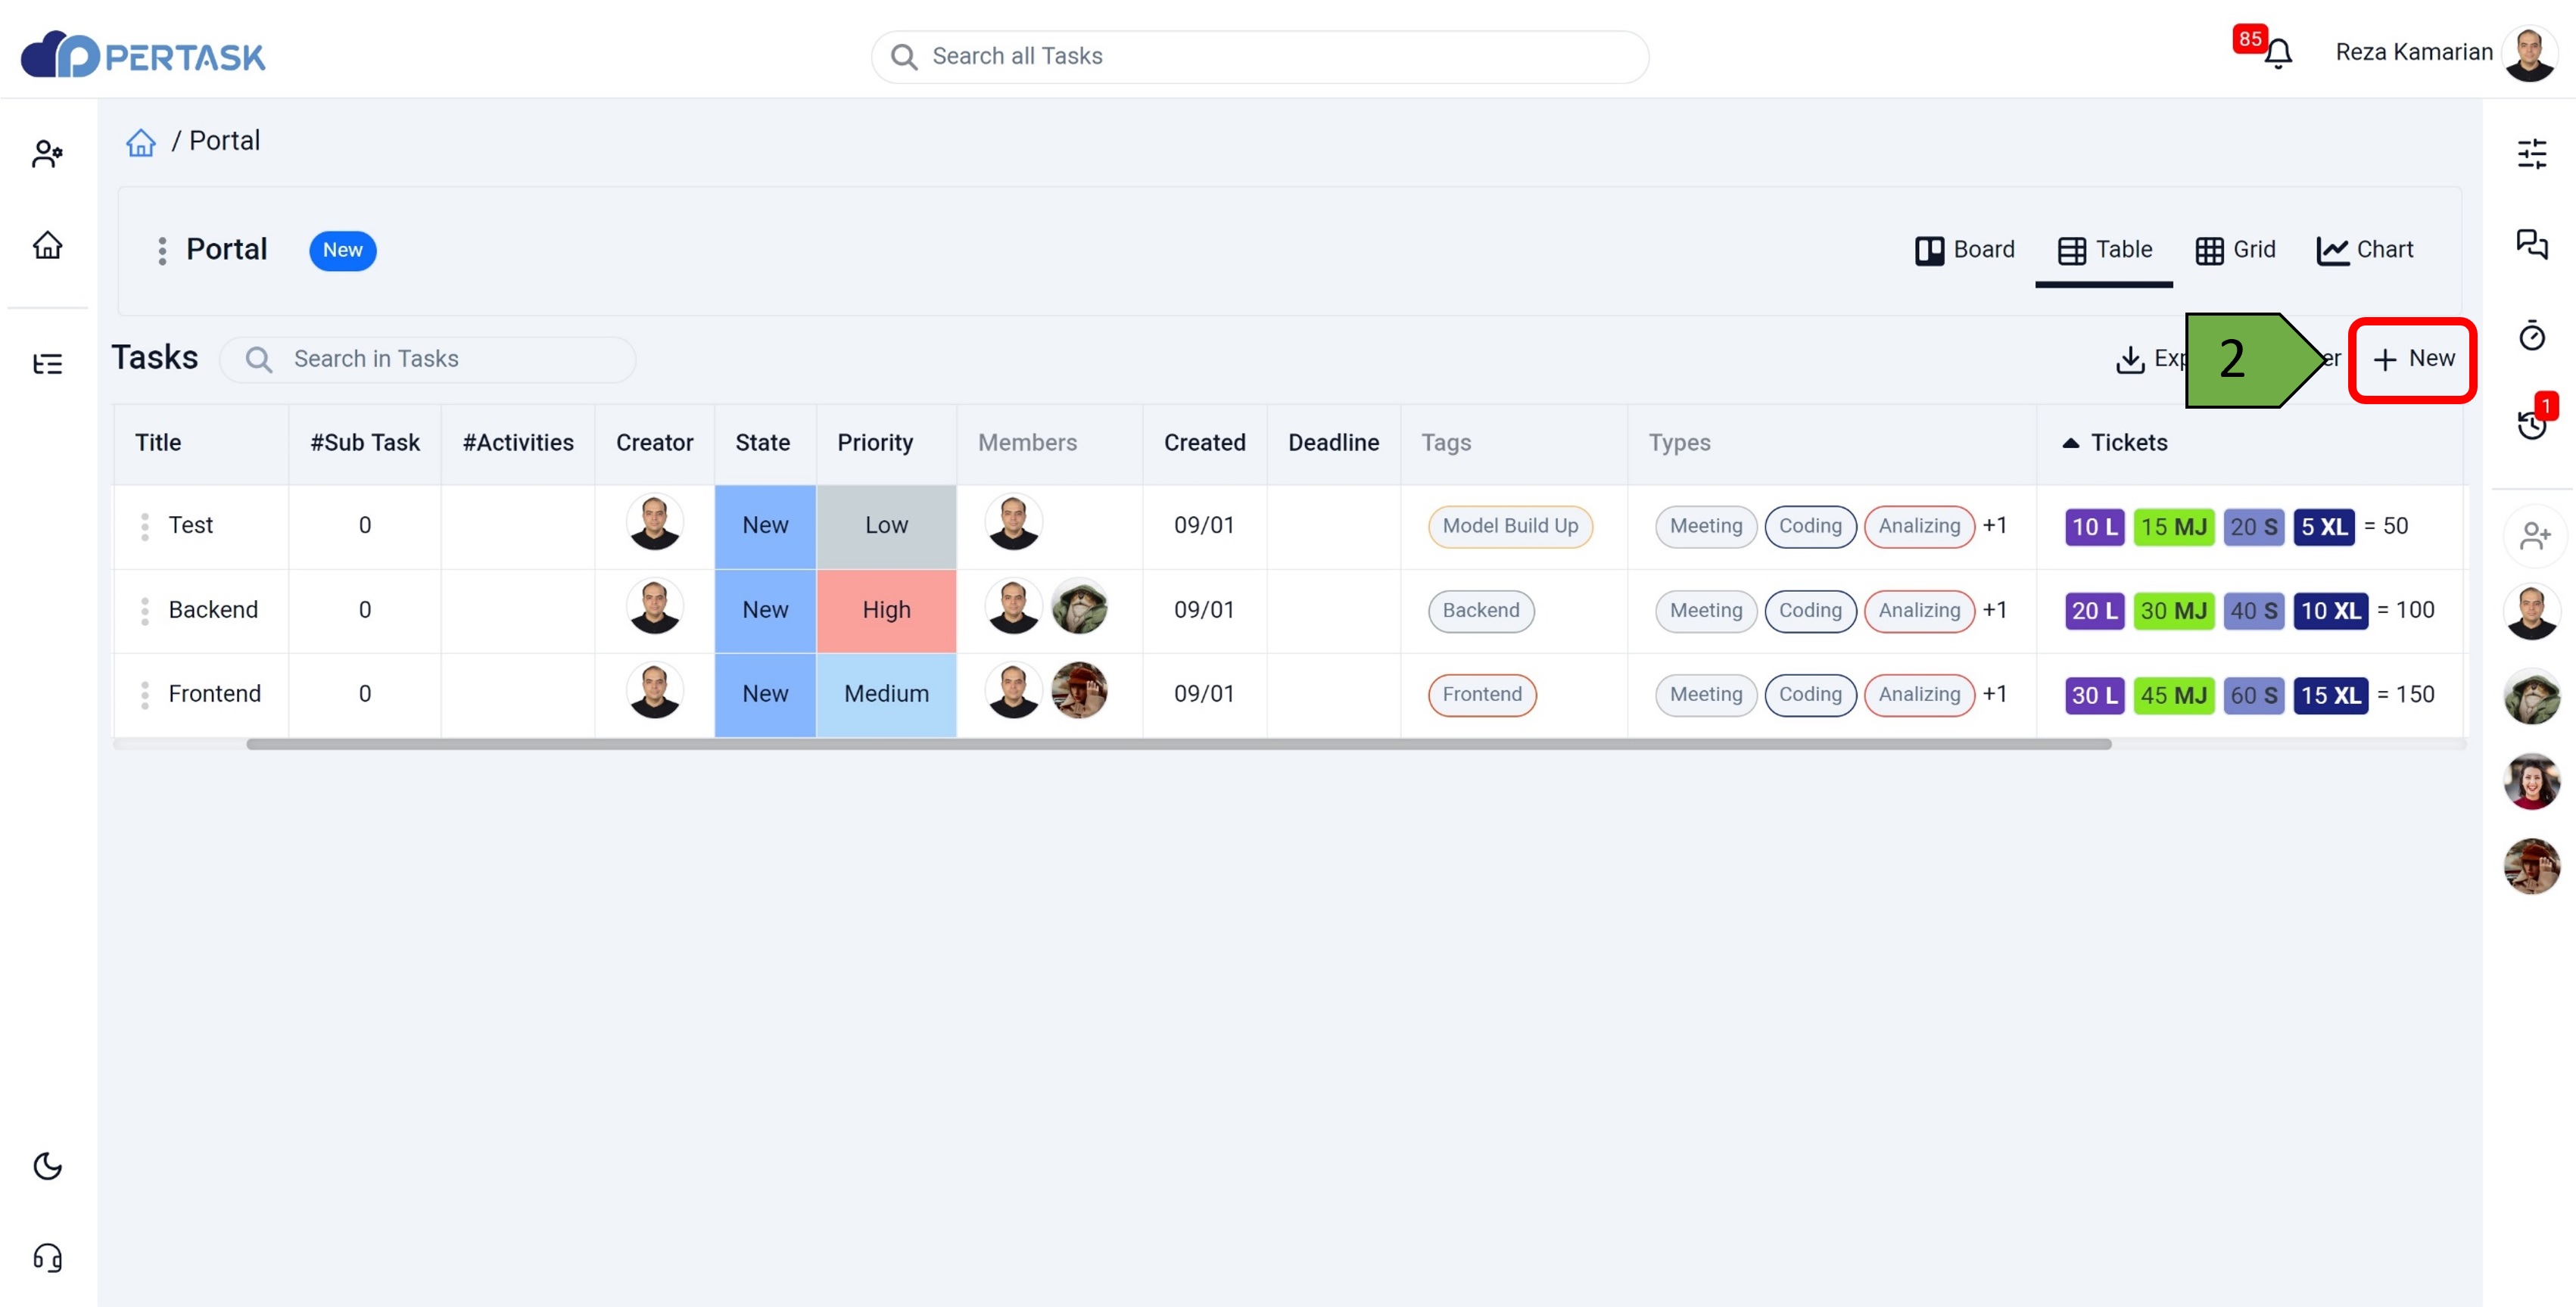 PERTASK
Search all Tasks
85
Reza Kamarian
/ Portal
Portal
New
Board
Table
Grid
Chart
Tasks
Search in Tasks
2
+ New
1
Title #Sub Task #Activities Creator State Priority Members Created Deadline Tags Types Tickets
Test 0 New Low 09/01 Model Build Up Meeting Coding Analizing +1 10 L 15 MJ 20 S 5 XL = 50
Backend 0 New High 09/01 Backend Meeting Coding Analizing +1 20 L 30 MJ 40 S 10 XL = 100
Frontend 0 New Medium 09/01 Frontend Meeting Coding Analizing +1 30 L 45 MJ 60 S 15 XL = 150